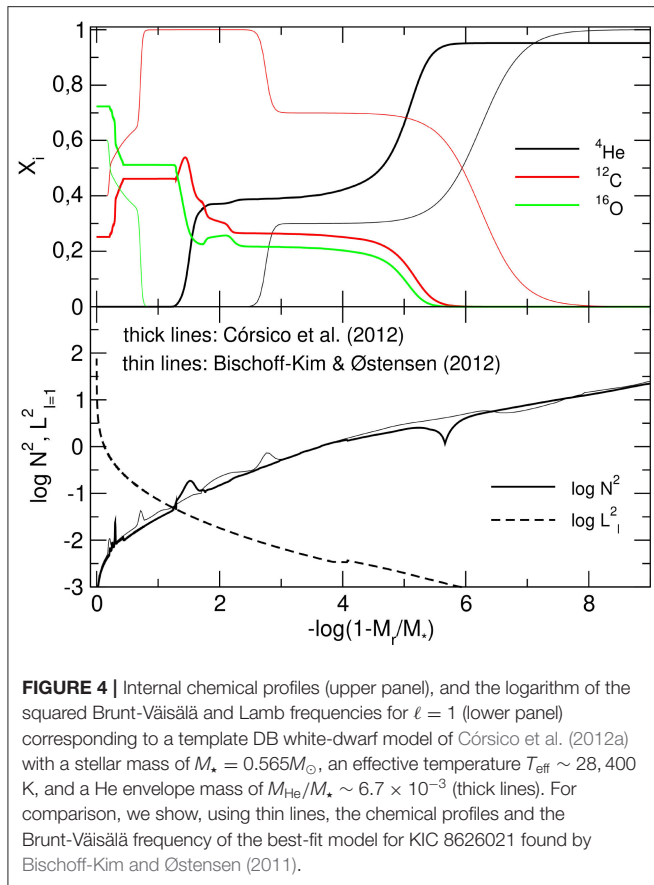 1
0,8
0,6
0,4
0,2
0
X_i
^4He
^12C
^16O
thick lines: Córsico et al. (2012)
thin lines: Bischoff-Kim & Østensen (2012)
2
1
0
-1
-2
-3
log N^2, L^2_{l=1}
log N^2
log L^2_l
0
2
4
6
8
-log(1-M_r/M_*)
FIGURE 4 | Internal chemical profiles (upper panel), and the logarithm of the
squared Brunt-Väisälä and Lamb frequencies for ℓ = 1 (lower panel)
corresponding to a template DB white-dwarf model of Córsico et al. (2012a)
with a stellar mass of M_⋆ = 0.565M_⊙, an effective temperature T_eff ∼ 28, 400
K, and a He envelope mass of M_He/M_⋆ ∼ 6.7 × 10^−3 (thick lines). For
comparison, we show, using thin lines, the chemical profiles and the
Brunt-Väisälä frequency of the best-fit model for KIC 8626021 found by
Bischoff-Kim and Østensen (2011).